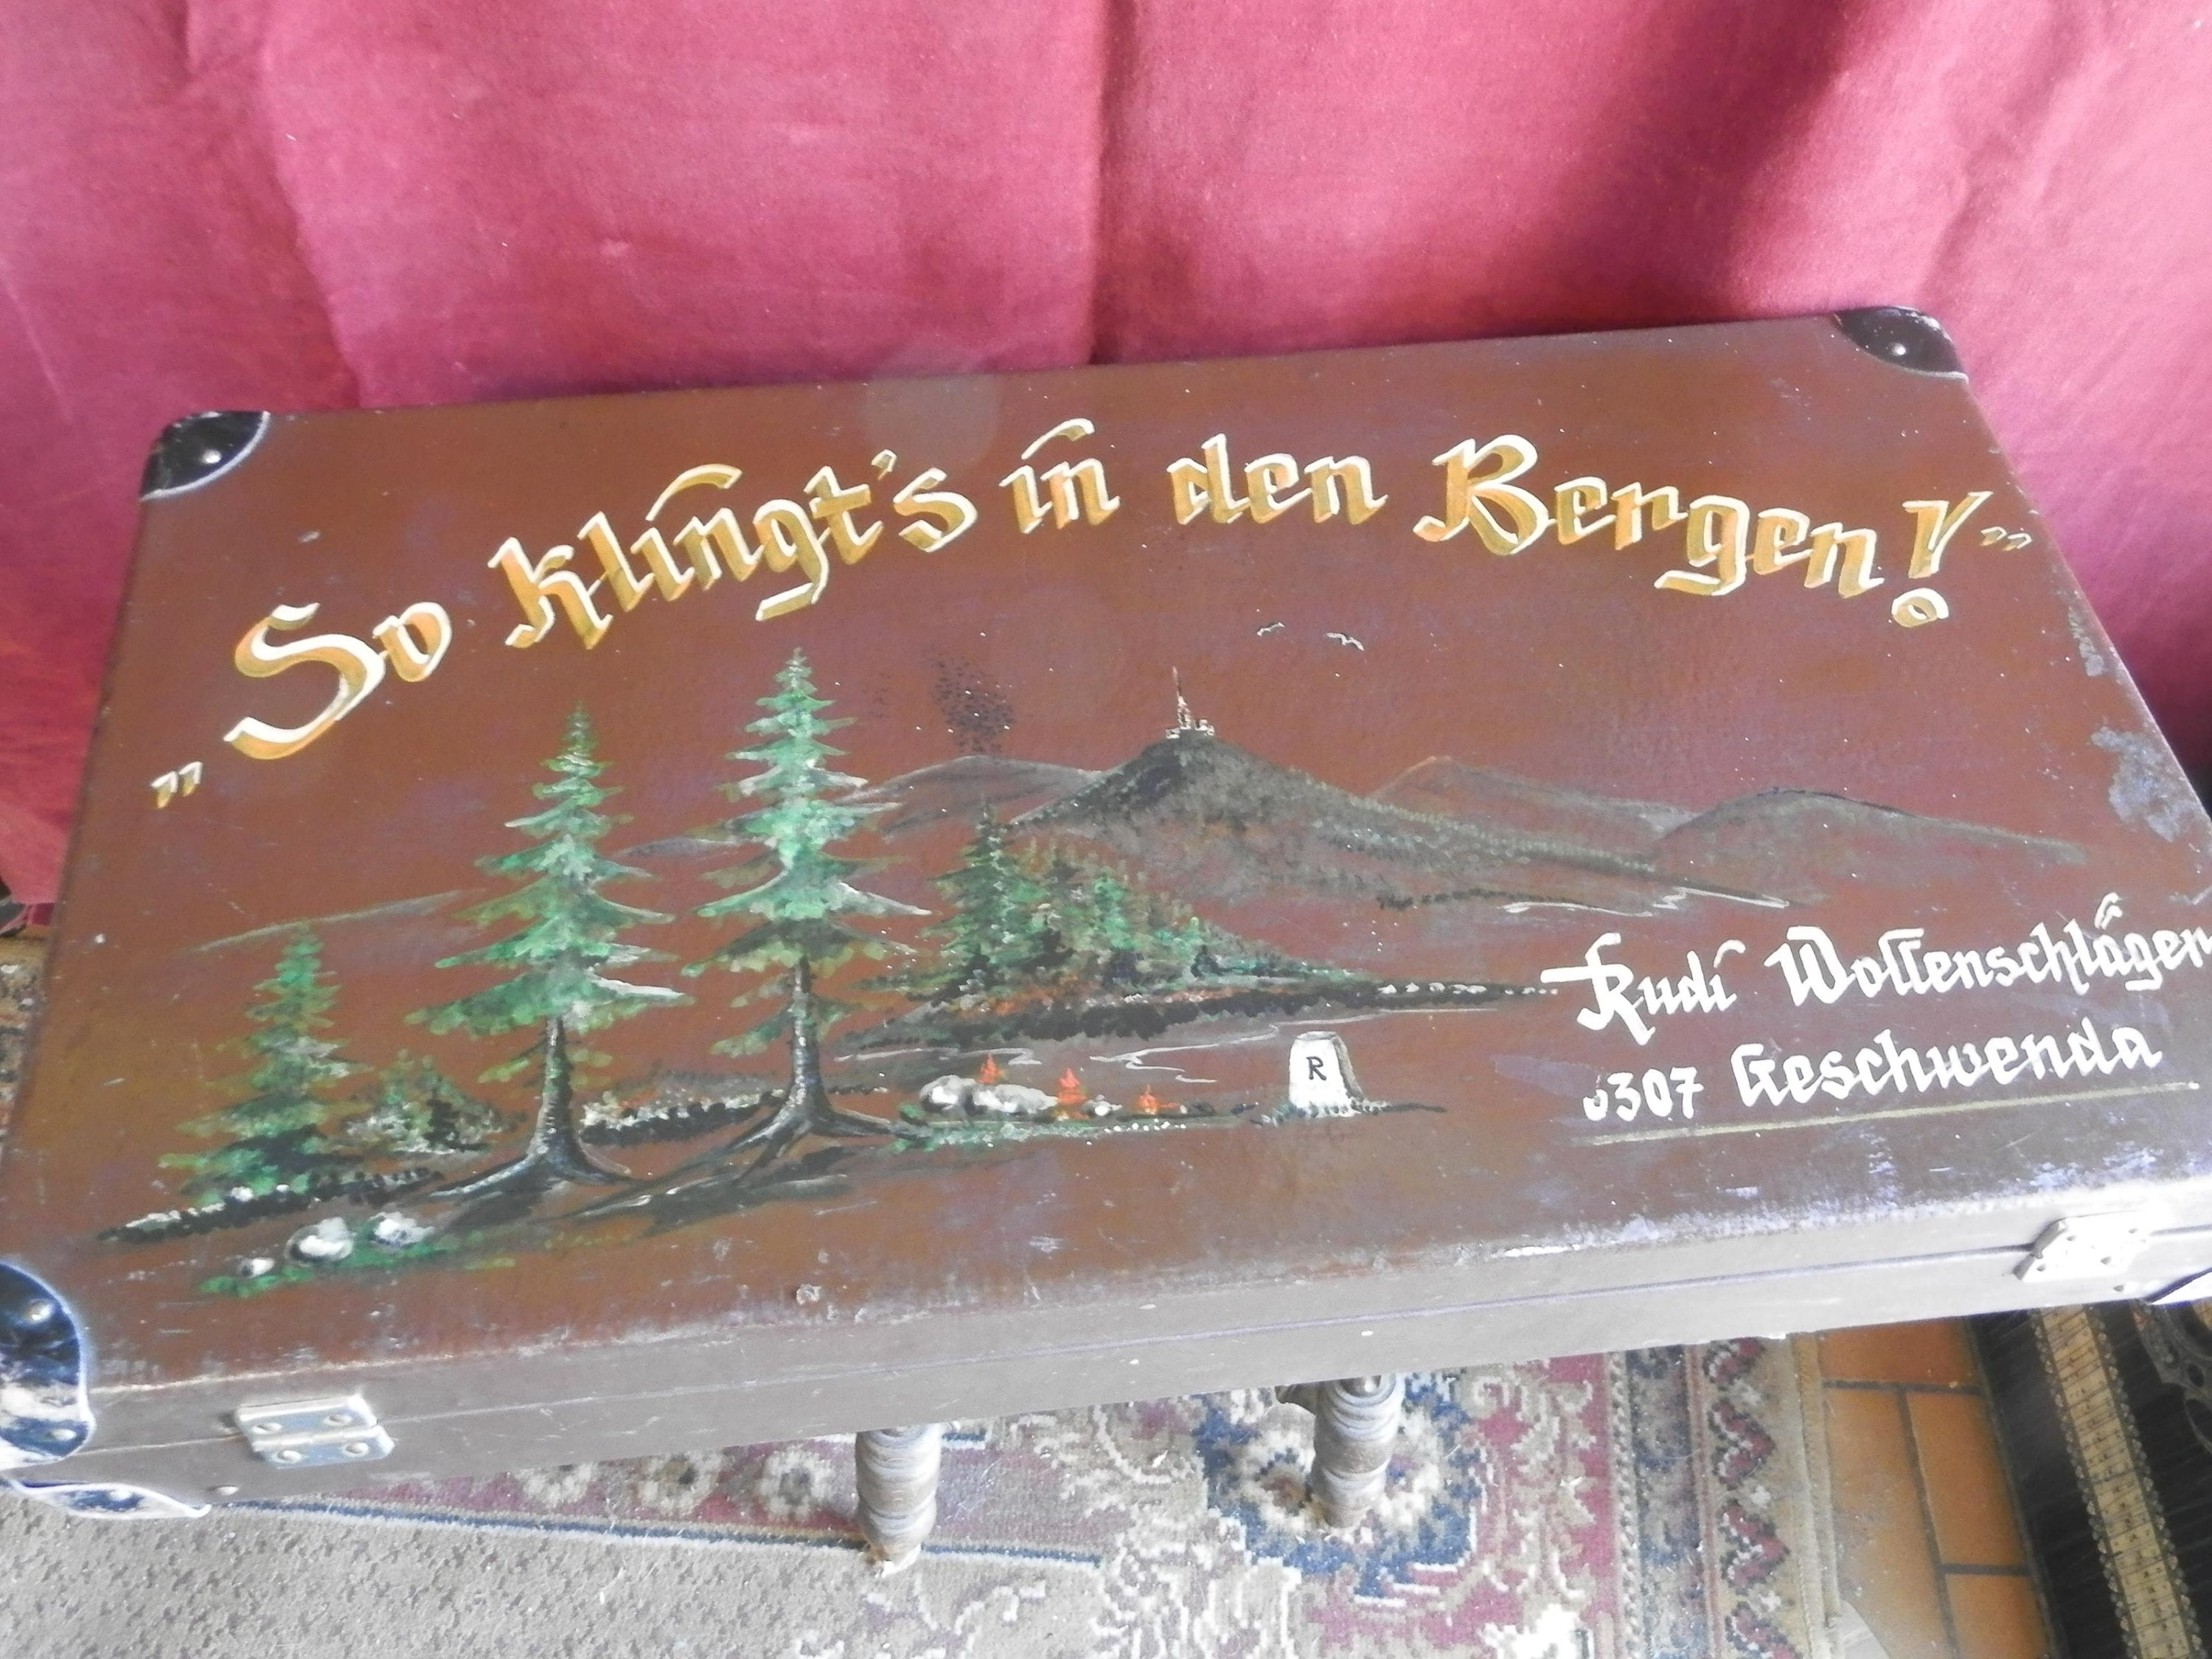 „So klingt's in den Bergen!”
R
Rudi Wollenschläger
6307 Geschwenda